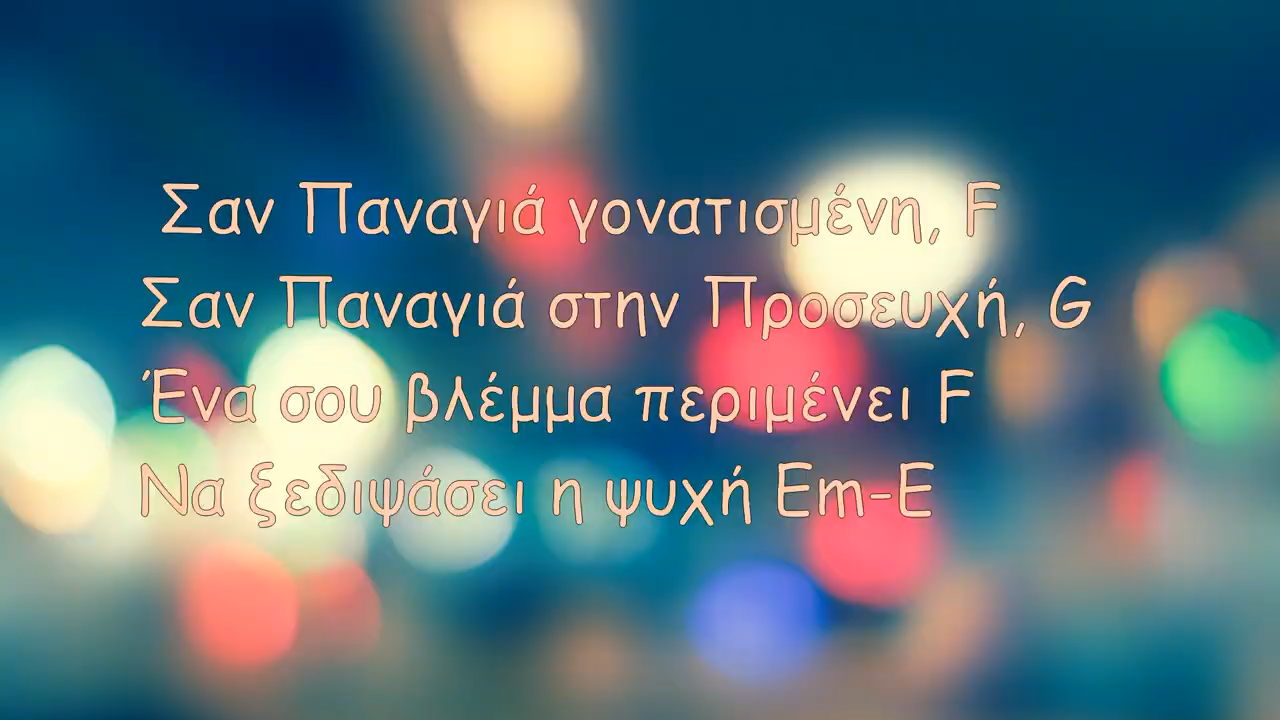 Σαν Παναγιά γονατισμένη, F
Σαν Παναγιά στην Προσευχή, G
Ένα σου βλέμμα περιμένει F
Να ξεδιψάσει η ψυχή Em-E